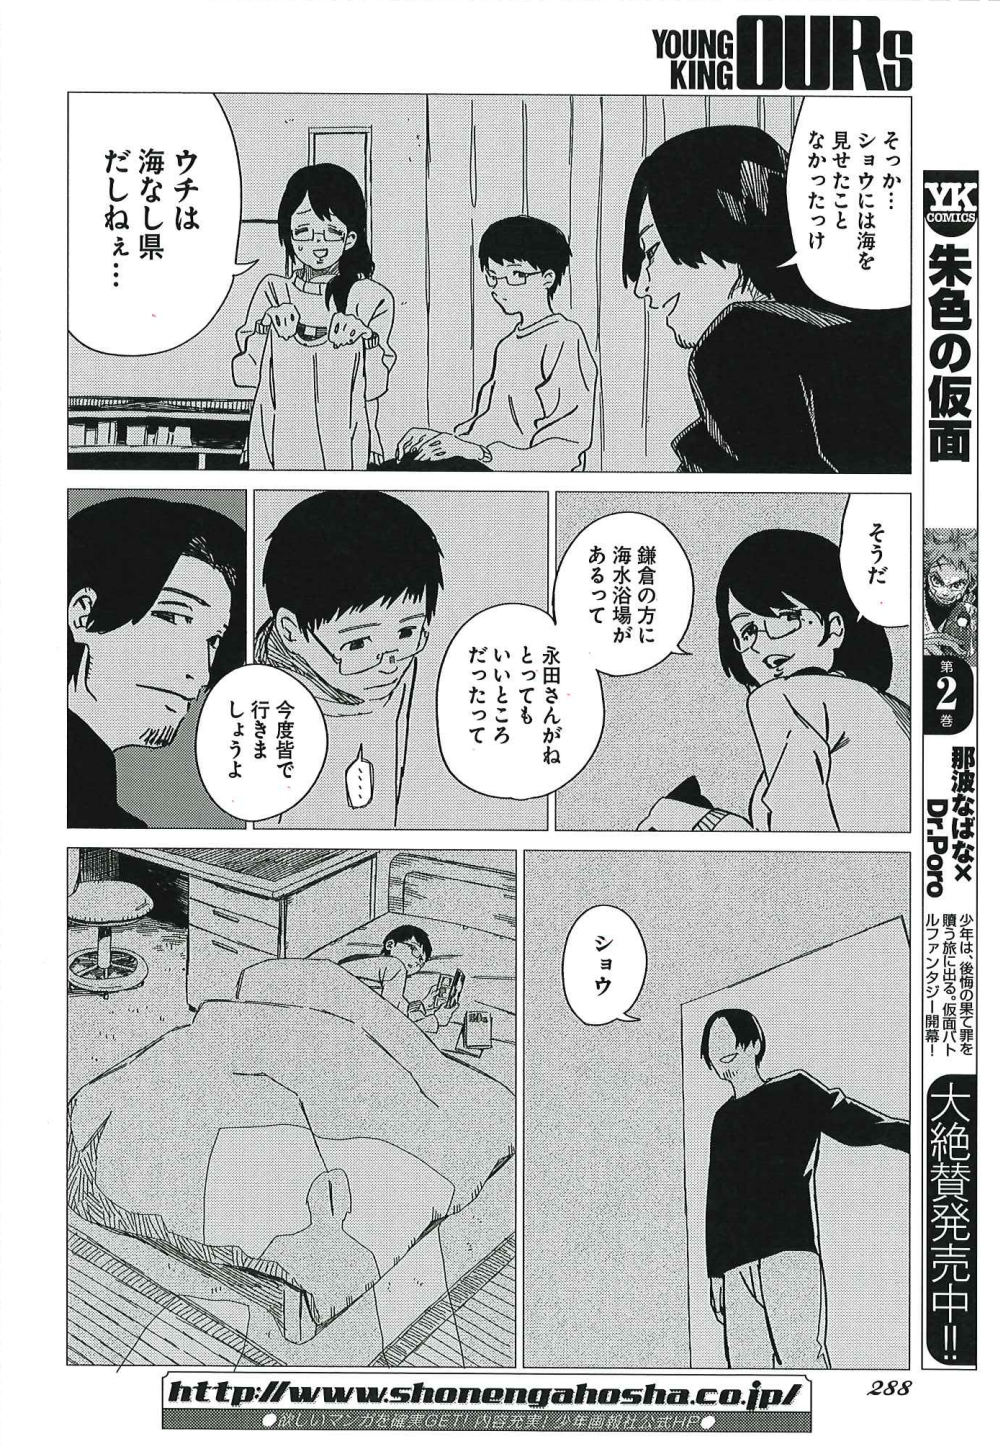 YOUNG
KING
OURs
そっか…
ショウには海を
見せたこと
なかったっけ
ウチは
海なし県
だしねぇ…
そうだ
鎌倉の方に
海水浴場が
あるって
永田さんがね
とっても
いいところ
だったって
……
今度皆で
行きま
しょうよ
ショウ
YK
COMICS
朱色の仮面
第2巻
那波なばな×
Dr.Poro
少年は、後悔の果て罪を
贖う旅に出る。仮面バト
ルファンタジー開幕!
大絶賛発売中!!
288
http://www.shonengahosha.co.jp/
●欲しいマンガを確実GET!内容充実!少年画報社公式HP●